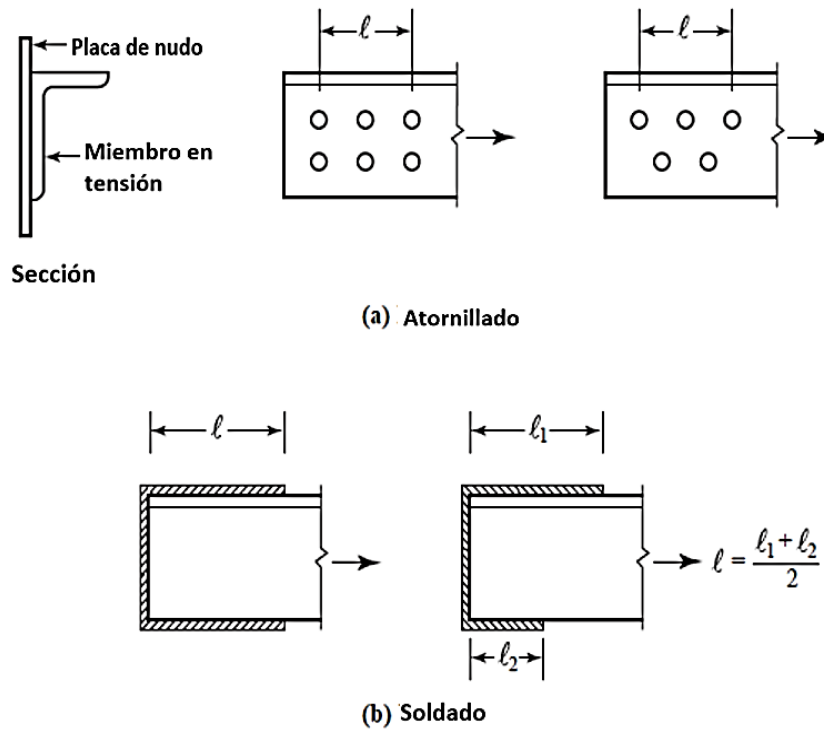 Placa de nudo
Miembro en
tensión
Sección
ℓ
ℓ
(a) Atornillado
ℓ
ℓ₁
ℓ₂
ℓ = (ℓ₁ + ℓ₂)/2
(b) Soldado